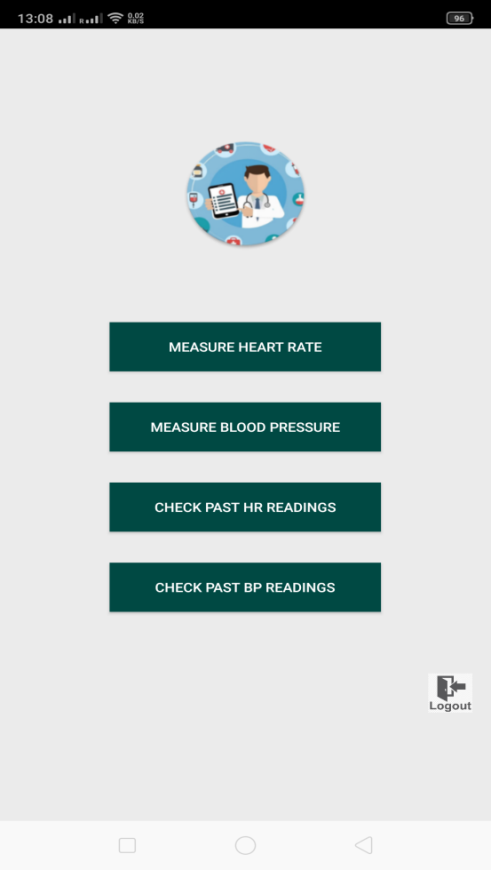 13:08 R 0.02 KB/S 96
MEASURE HEART RATE
MEASURE BLOOD PRESSURE
CHECK PAST HR READINGS
CHECK PAST BP READINGS
Logout